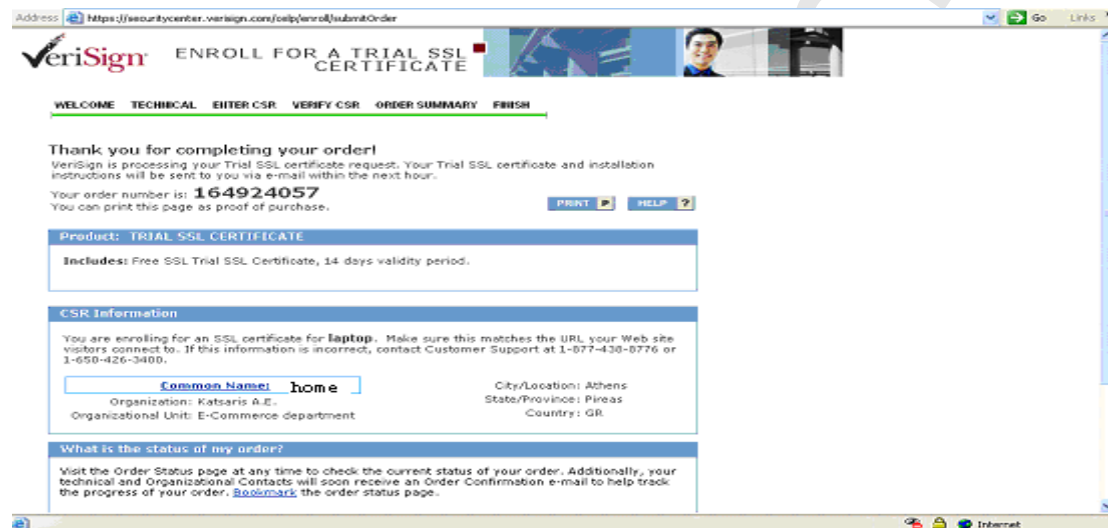 Address https://securitycenter.verisign.com/celp/enroll/submitOrder Go Links
VeriSign ENROLL FOR A TRIAL SSL
CERTIFICATE
WELCOME TECHNICAL ENTER CSR VERIFY CSR ORDER SUMMARY FINISH
Thank you for completing your order!
VeriSign is processing your Trial SSL certificate request. Your Trial SSL certificate and installation
instructions will be sent to you via e-mail within the next hour.
Your order number is: 164924057
You can print this page as proof of purchase.
PRINT P HELP ?
Product: TRIAL SSL CERTIFICATE
Includes: Free SSL Trial SSL Certificate, 14 days validity period.
CSR Information
You are enrolling for an SSL certificate for laptop. Make sure this matches the URL your Web site
visitors connect to. If this information is incorrect, contact Customer Support at 1-877-438-8776 or
1-650-426-3400.
Common Name: home
Organization: Katsaris A.E.
Organizational Unit: E-Commerce department
City/Location: Athens
State/Province: Pireas
Country: GR
What is the status of my order?
Visit the Order Status page at any time to check the current status of your order. Additionally, your
technical and Organizational Contacts will soon receive an Order Confirmation e-mail to help track
the progress of your order. Bookmark the order status page.
Internet